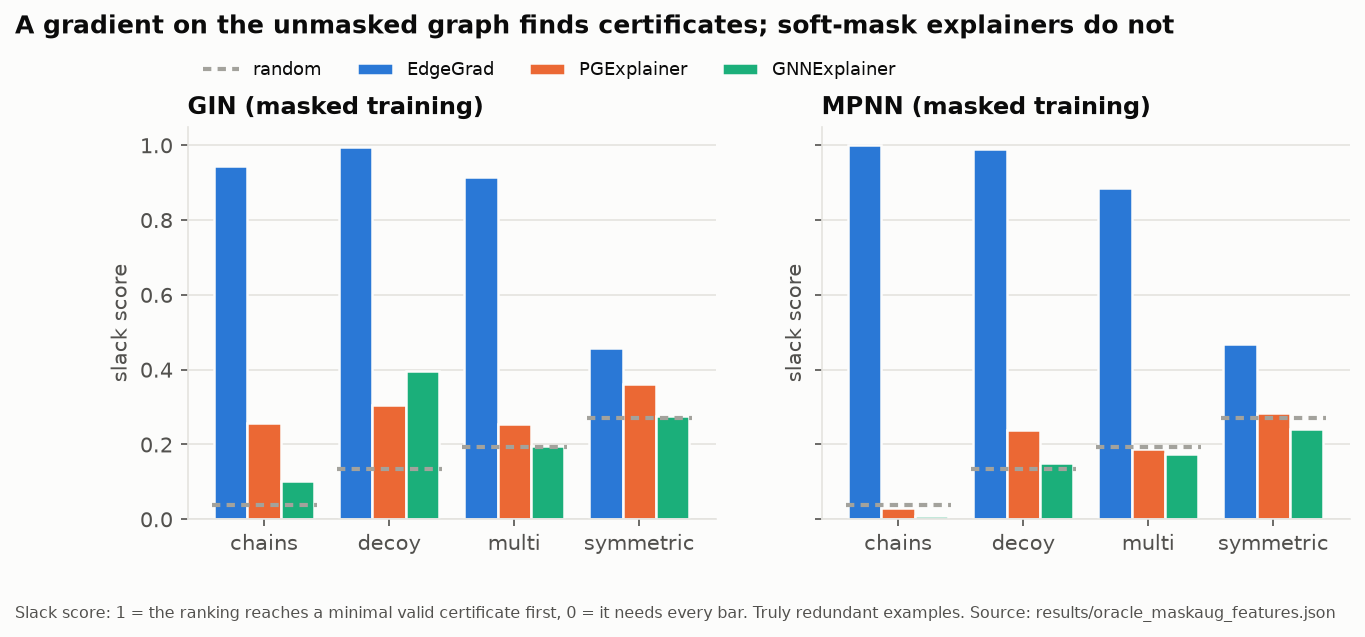 A gradient on the unmasked graph finds certificates; soft-mask explainers do not
random EdgeGrad PGExplainer GNNExplainer
GIN (masked training)
slack score
1.0
0.8
0.6
0.4
0.2
0.0
chains decoy multi symmetric
MPNN (masked training)
slack score
chains decoy multi symmetric
Slack score: 1 = the ranking reaches a minimal valid certificate first, 0 = it needs every bar. Truly redundant examples. Source: results/oracle_maskaug_features.json